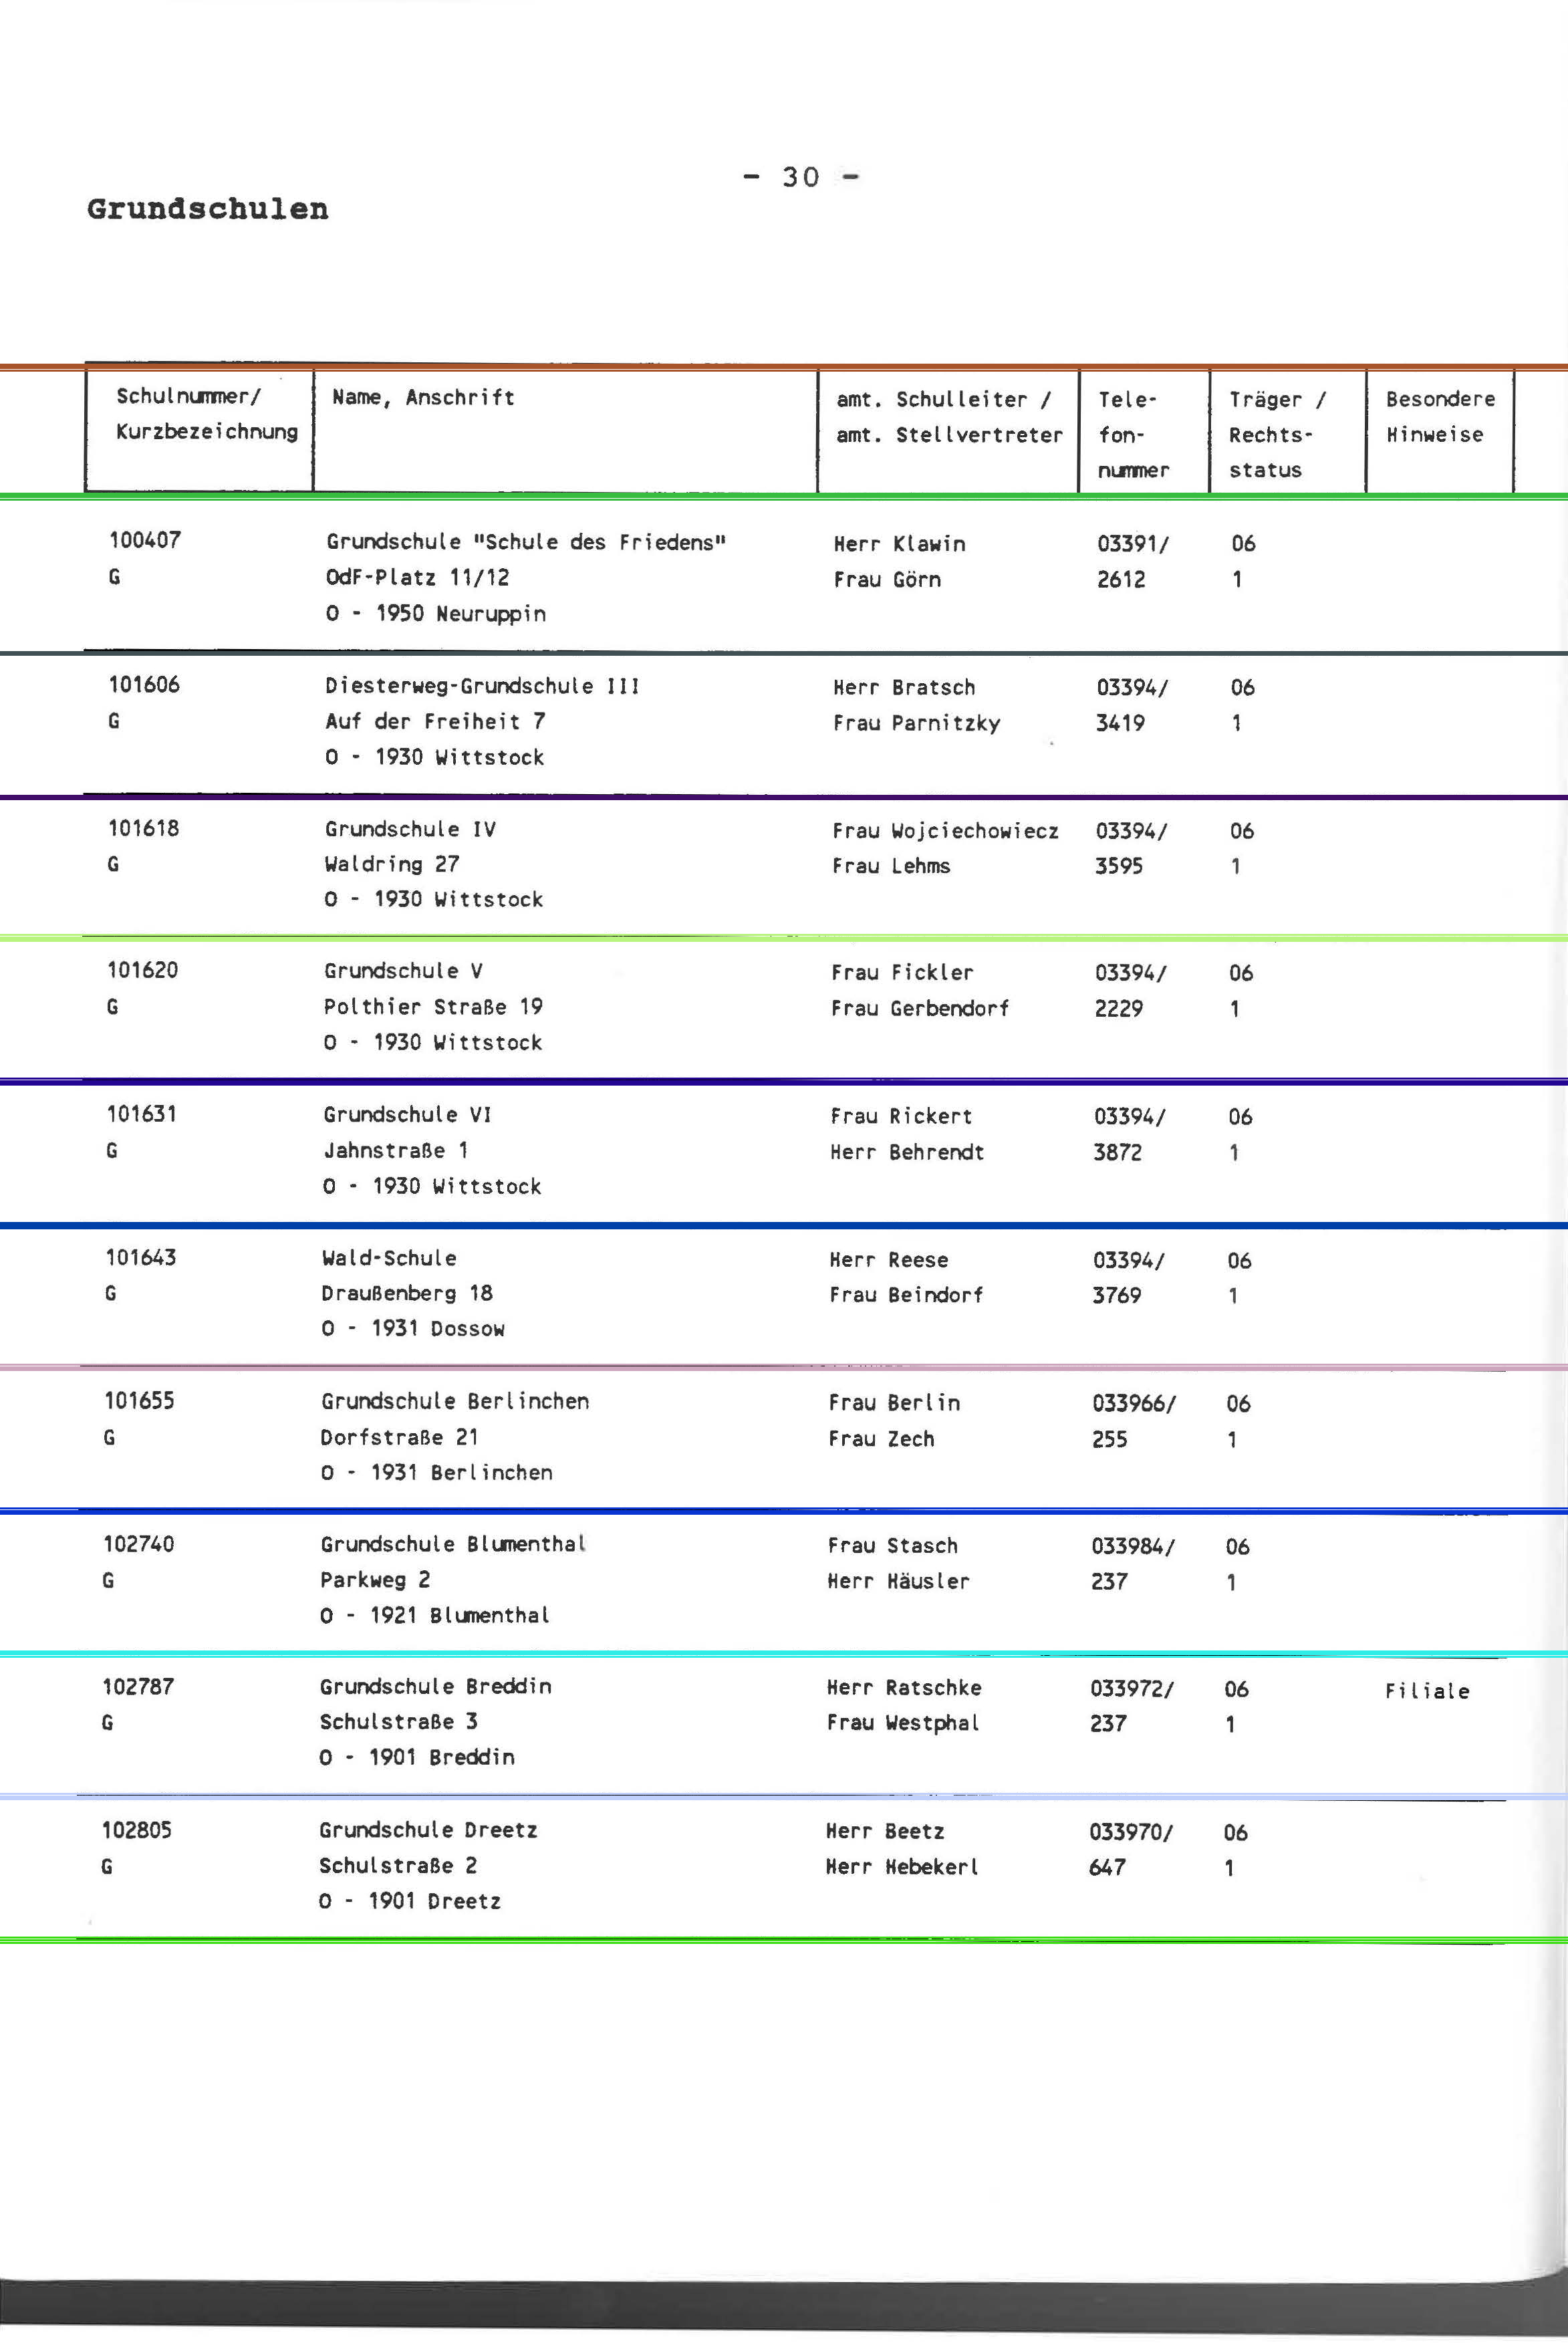 - 30 -
Grundschulen
Schulnummer/ Name, Anschrift amt. Schulleiter / Tele- Träger / Besondere
Kurzbezeichnung amt. Stellvertreter fon- Rechts- Hinweise
nummer status
100407 Grundschule "Schule des Friedens" Herr Klawin 03391/ 06
G OdF-Platz 11/12 Frau Görn 2612 1
O - 1950 Neuruppin
101606 Diesterweg-Grundschule III Herr Bratsch 03394/ 06
G Auf der Freiheit 7 Frau Parnitzky 3419 1
O - 1930 Wittstock
101618 Grundschule IV Frau Wojciechowiecz 03394/ 06
G Waldring 27 Frau Lehms 3595 1
O - 1930 Wittstock
101620 Grundschule V Frau Fickler 03394/ 06
G Polthier Straße 19 Frau Gerbendorf 2229 1
O - 1930 Wittstock
101631 Grundschule VI Frau Rickert 03394/ 06
G Jahnstraße 1 Herr Behrendt 3872 1
O - 1930 Wittstock
101643 Wald-Schule Herr Reese 03394/ 06
G Draußenberg 18 Frau Beindorf 3769 1
O - 1931 Dossow
101655 Grundschule Berlinchen Frau Berlin 033966/ 06
G Dorfstraße 21 Frau Zech 255 1
O - 1931 Berlinchen
102740 Grundschule Blumenthal Frau Stasch 033984/ 06
G Parkweg 2 Herr Häusler 237 1
O - 1921 Blumenthal
102787 Grundschule Breddin Herr Ratschke 033972/ 06 Filiale
G Schulstraße 3 Frau Westphal 237 1
O - 1901 Breddin
102805 Grundschule Dreetz Herr Beetz 033970/ 06
G Schulstraße 2 Herr Hebekerl 647 1
O - 1901 Dreetz